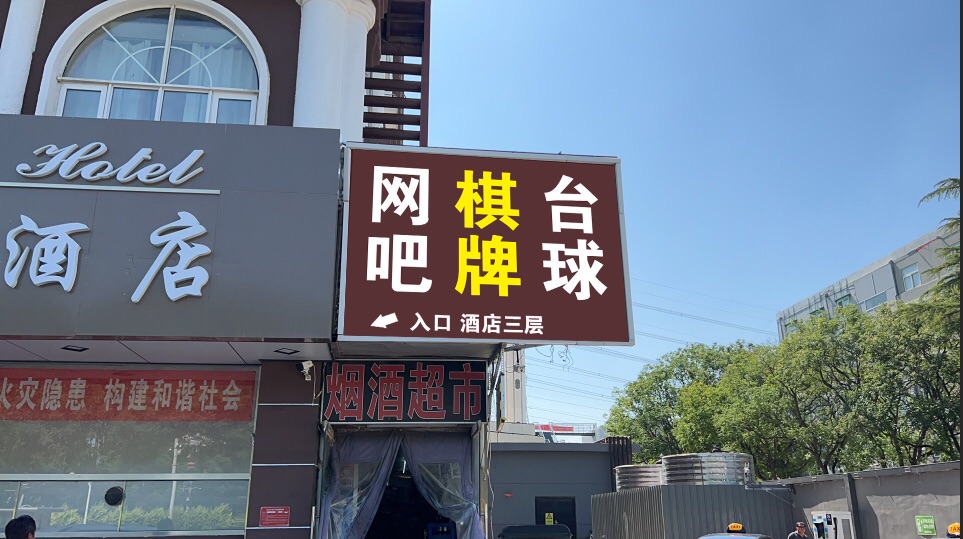 Hotel
酒店
网 棋 台
吧 牌 球
入口 酒店三层
烟酒超市
火灾隐患 构建和谐社会
TAXI